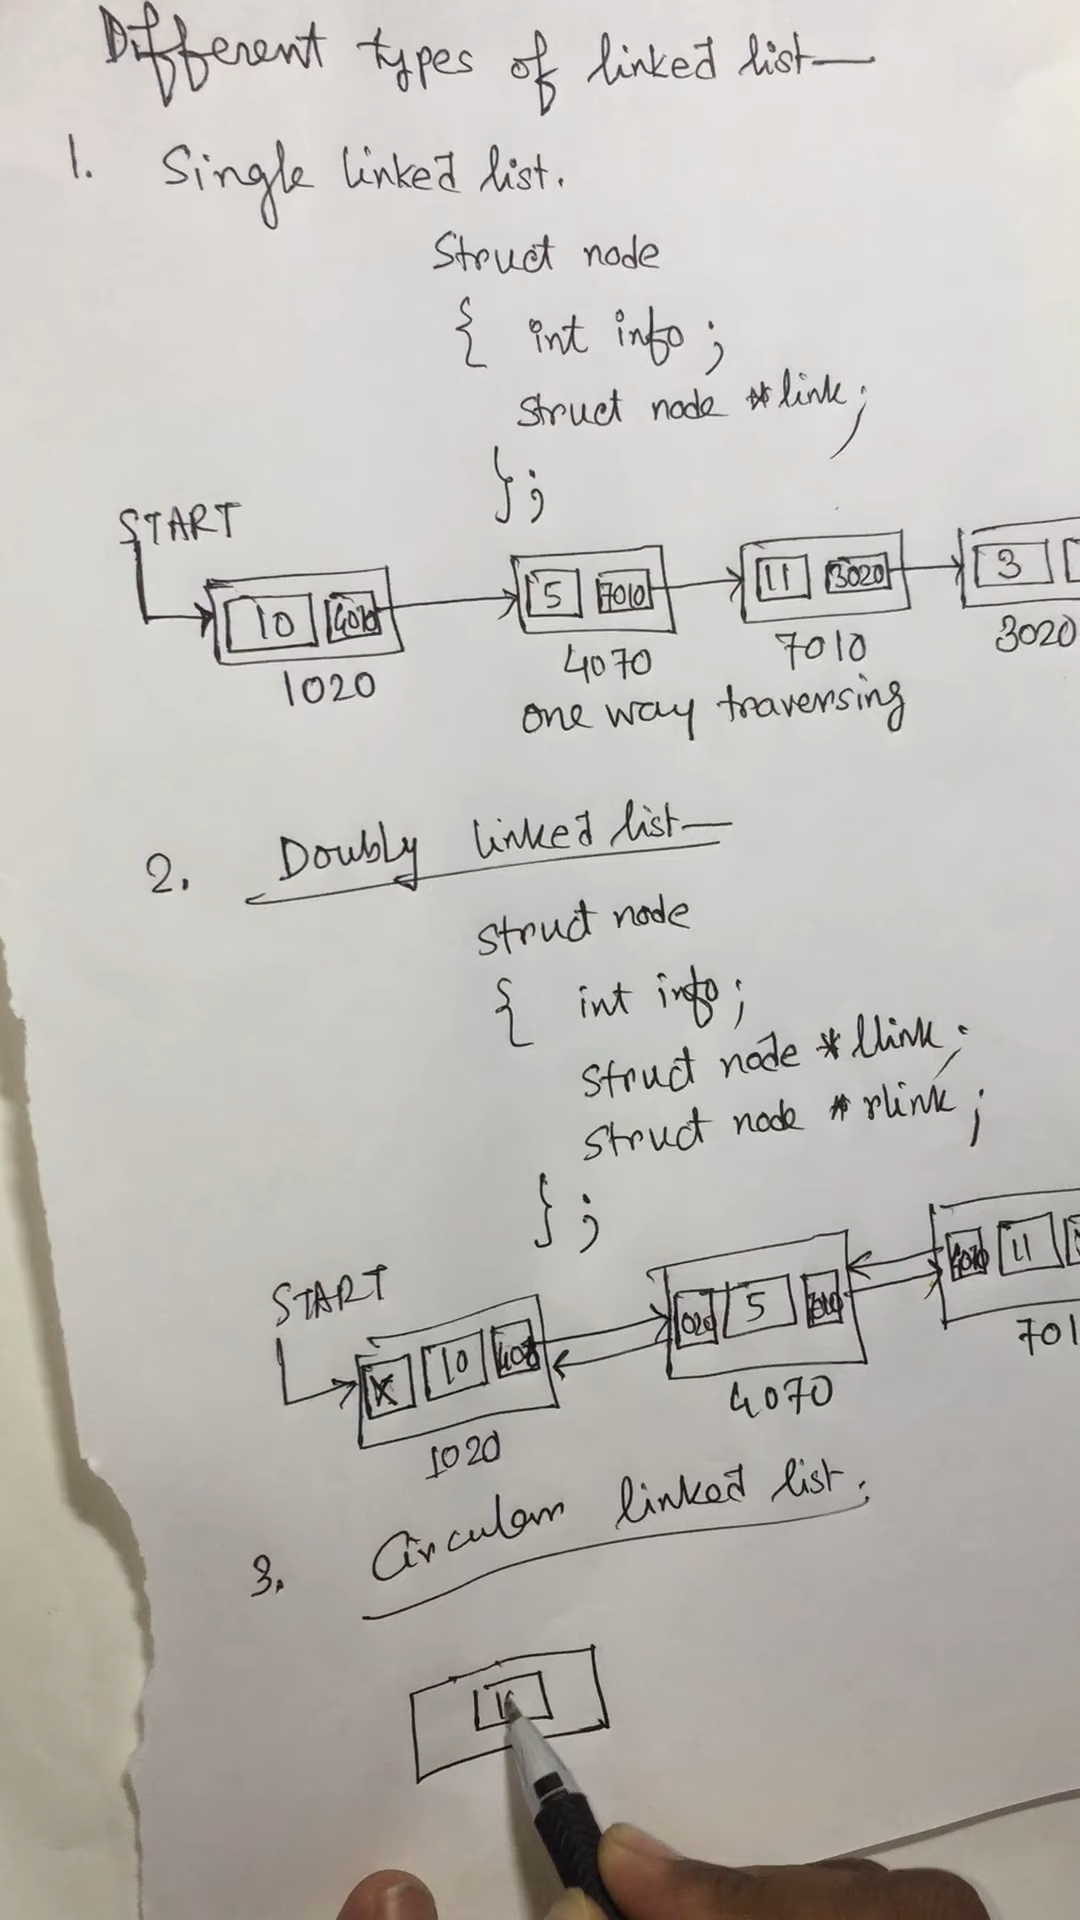 Different types of linked list—
1. Single linked list.
Struct node
{ int info;
struct node *link;
};
START
10 5 7010 11 3020 3
1020 4070 7010 3020
one way traversing
2. Doubly linked list—
struct node
{ int info;
struct node *llink;
struct node *rlink;
};
START
X 10 5 11
1020 4070 701
3. Circular linked list.